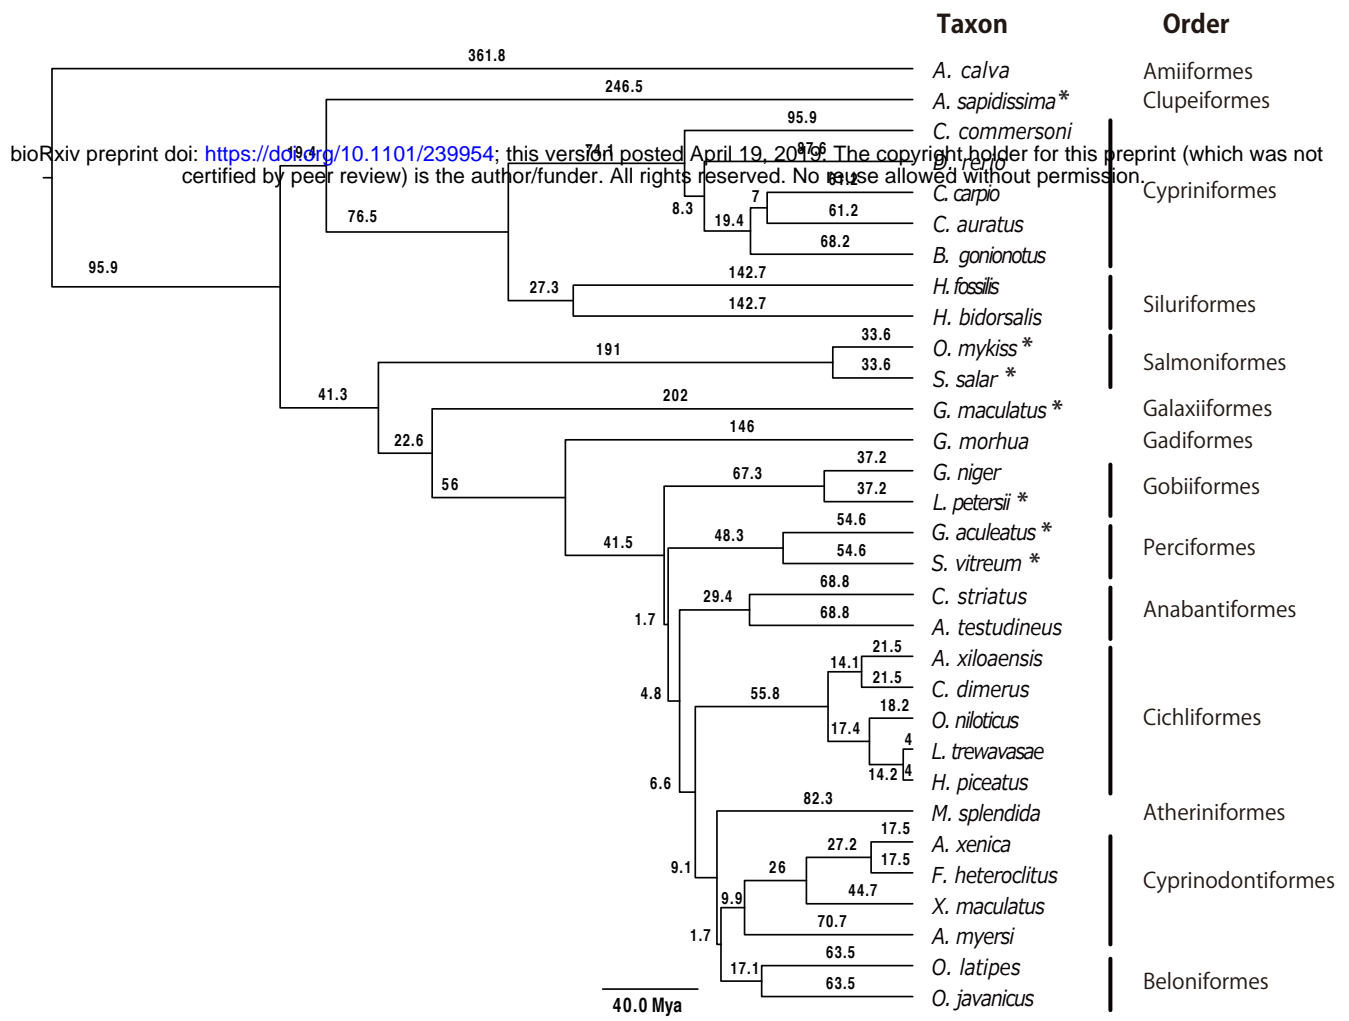 Taxon Order
361.8 A. calva Amiiformes
246.5 A. sapidissima* Clupeiformes
95.9 C. commersoni
bioRxiv preprint doi: https://doi.org/10.1101/239954; this version posted April 19, 2019. The copyright holder for this preprint (which was not
19.4 74.1 87.6 D. rerio
certified by peer review) is the author/funder. All rights reserved. No reuse allowed without permission.
61.2 C. carpio Cypriniformes
7
8.3 19.4 61.2 C. auratus
76.5
68.2 B. gonionotus
95.9
27.3 142.7 H. fossilis Siluriformes
142.7 H. bidorsalis
191 33.6 O. mykiss * Salmoniformes
33.6 S. salar *
41.3 202 G. maculatus * Galaxiiformes
22.6 146 G. morhua Gadiformes
56 67.3 37.2 G. niger Gobiiformes
37.2 L. petersii *
41.5 48.3 54.6 G. aculeatus * Perciformes
54.6 S. vitreum *
29.4 68.8 C. striatus Anabantiformes
1.7 68.8 A. testudineus
14.1 21.5 A. xiloaensis
4.8 55.8 21.5 C. dimerus Cichliformes
17.4 18.2 O. niloticus
4 L. trewavasae
6.6 14.2 4 H. piceatus
82.3 M. splendida Atheriniformes
27.2 17.5 A. xenica
9.1 26 17.5 F. heteroclitus Cyprinodontiformes
9.9 44.7 X. maculatus
1.7 70.7 A. myersi
17.1 63.5 O. latipes Beloniformes
63.5 O. javanicus
40.0 Mya